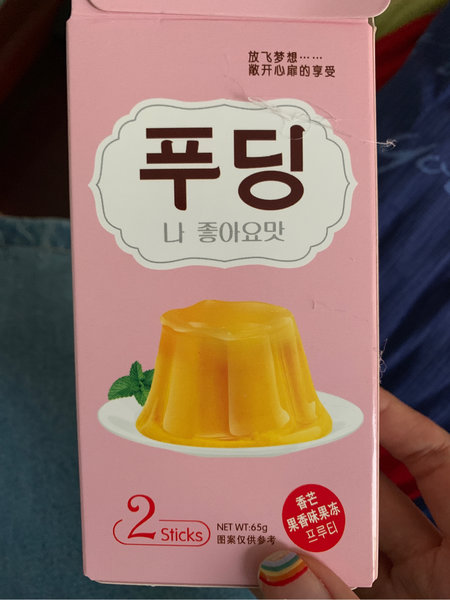 放飞梦想……
敞开心扉的享受
푸딩
나 좋아요맛
2 Sticks
NET WT:65g
图案仅供参考
香芒
果香味果冻
프루티